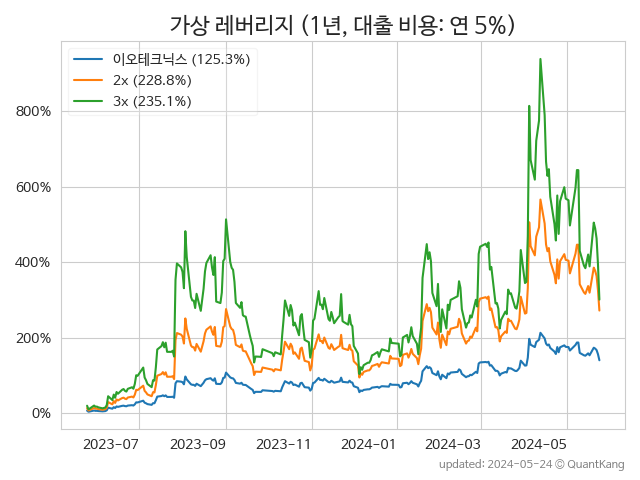 가상 레버리지 (1년, 대출 비용: 연 5%)
이오테크닉스 (125.3%)
2x (228.8%)
3x (235.1%)
800%
600%
400%
200%
0%
2023-07 2023-09 2023-11 2024-01 2024-03 2024-05
updated: 2024-05-24 © QuantKang